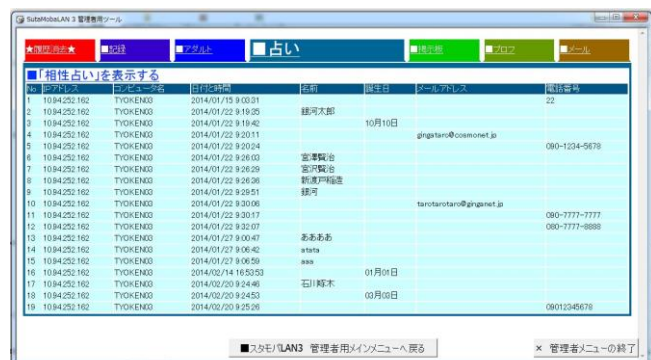 SutaMobaLAN 3 管理者用ツール
★履歴消去★ ■記録 ■アダルト ■占い ■掲示板 ■プロフ ■メール
■「相性占い」を表示する
No IPアドレス コンピュータ名 日付と時間 名前 誕生日 メールアドレス 電話番号
1 10.94.252.162 TYOKEN03 2014/01/15 9:00:31 22
2 10.94.252.162 TYOKEN03 2014/01/22 9:19:35 銀河太郎
3 10.94.252.162 TYOKEN03 2014/01/22 9:19:42 10月10日
4 10.94.252.162 TYOKEN03 2014/01/22 9:20:11 gingataro@cosmonet.jp
5 10.94.252.162 TYOKEN03 2014/01/22 9:20:24 090-1234-5678
6 10.94.252.162 TYOKEN03 2014/01/22 9:26:03 宮澤賢治
7 10.94.252.162 TYOKEN03 2014/01/22 9:26:29 宮沢賢治
8 10.94.252.162 TYOKEN03 2014/01/22 9:26:36 新渡戸稲造
9 10.94.252.162 TYOKEN03 2014/01/22 9:29:51 銀河
10 10.94.252.162 TYOKEN03 2014/01/22 9:30:06 tarotarotaro@ginganet.jp
11 10.94.252.162 TYOKEN03 2014/01/22 9:30:17 090-7777-7777
12 10.94.252.162 TYOKEN03 2014/01/22 9:32:07 080-7777-8888
13 10.94.252.162 TYOKEN03 2014/01/27 9:00:47 ああああ
14 10.94.252.162 TYOKEN03 2014/01/27 9:06:42 atata
15 10.94.252.162 TYOKEN03 2014/01/27 9:06:59 aaa
16 10.94.252.162 TYOKEN03 2014/02/14 16:53:53 01月01日
17 10.94.252.162 TYOKEN03 2014/02/20 9:24:46 石川啄木
18 10.94.252.162 TYOKEN03 2014/02/20 9:24:53 03月03日
19 10.94.252.162 TYOKEN03 2014/02/20 9:25:26 09012345678
■スタモバLAN3 管理者用メインメニューへ戻る × 管理者メニューの終了